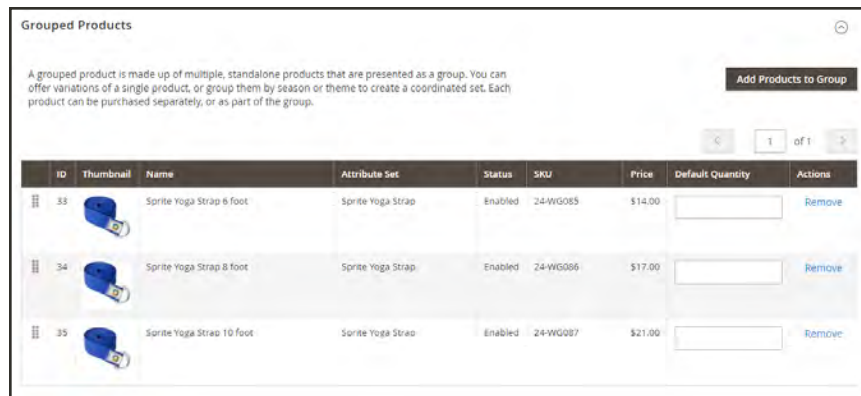 Grouped Products
A grouped product is made up of multiple, standalone products that are presented as a group. You can
offer variations of a single product, or group them by season or theme to create a coordinated set. Each
product can be purchased separately, or as part of the group.
Add Products to Group
1 of 1
ID Thumbnail Name Attribute Set Status SKU Price Default Quantity Actions
33 Sprite Yoga Strap 6 foot Sprite Yoga Strap Enabled 24-WG085 $14.00 Remove
34 Sprite Yoga Strap 8 foot Sprite Yoga Strap Enabled 24-WG086 $17.00 Remove
35 Sprite Yoga Strap 10 foot Sprite Yoga Strap Enabled 24-WG087 $21.00 Remove